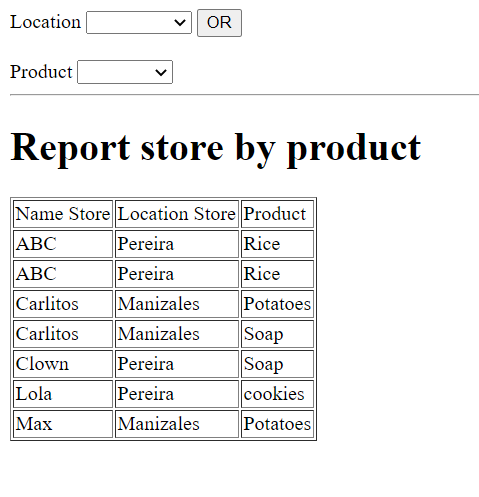 Location OR
Product
Report store by product
Name Store Location Store Product
ABC Pereira Rice
ABC Pereira Rice
Carlitos Manizales Potatoes
Carlitos Manizales Soap
Clown Pereira Soap
Lola Pereira cookies
Max Manizales Potatoes